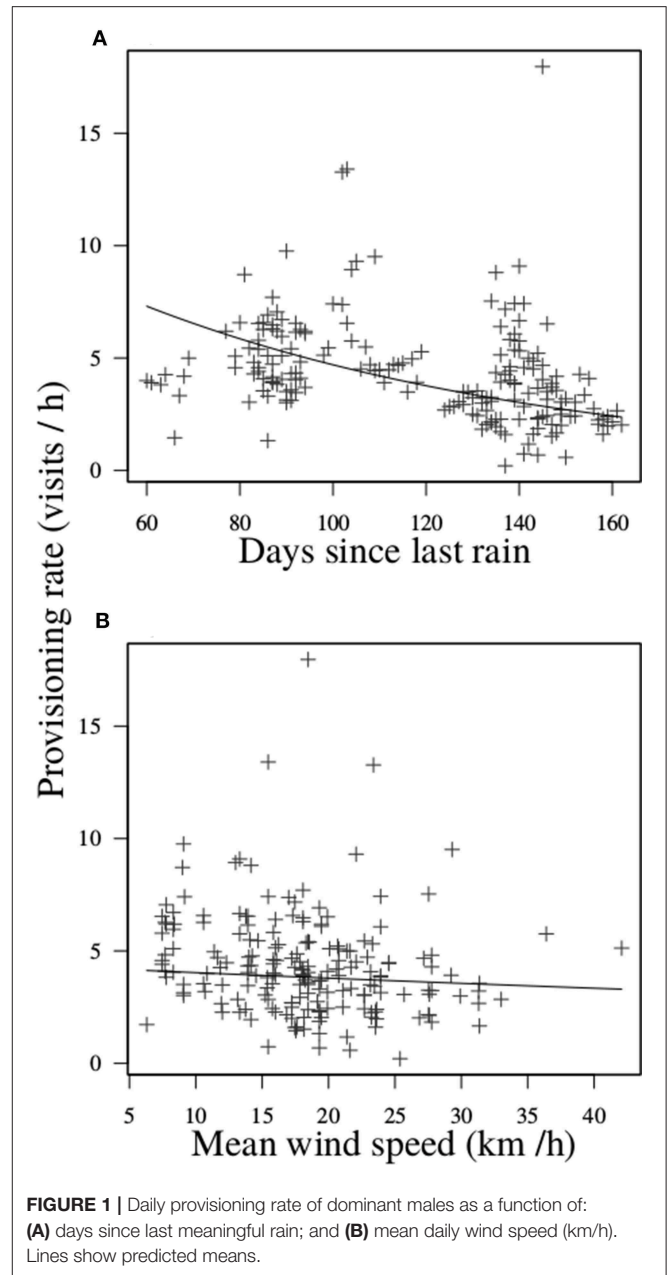 A
15
10
5
0
60 80 100 120 140 160
Days since last rain
Provisioning rate (visits / h)
B
15
10
5
0
5 10 15 20 25 30 35 40
Mean wind speed (km /h)
FIGURE 1 | Daily provisioning rate of dominant males as a function of:
(A) days since last meaningful rain; and (B) mean daily wind speed (km/h).
Lines show predicted means.